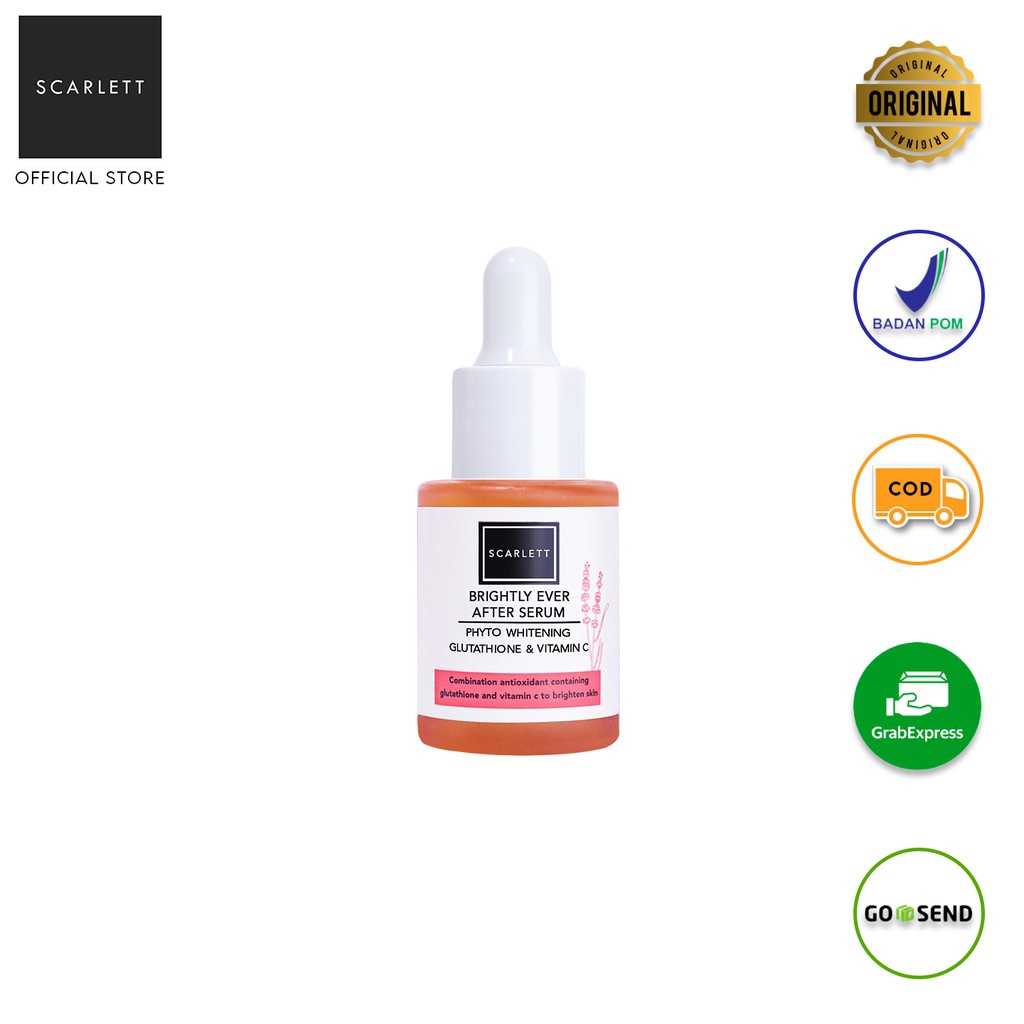 SCARLETT
OFFICIAL STORE
SCARLETT
BRIGHTLY EVER
AFTER SERUM
PHYTO WHITENING
GLUTATHIONE & VITAMIN C
Combination antioxidant containing
glutathione and vitamin c to brighten skin
ORIGINAL
ORIGINAL
ORIGINAL
BADAN POM
COD
GrabExpress
GO SEND